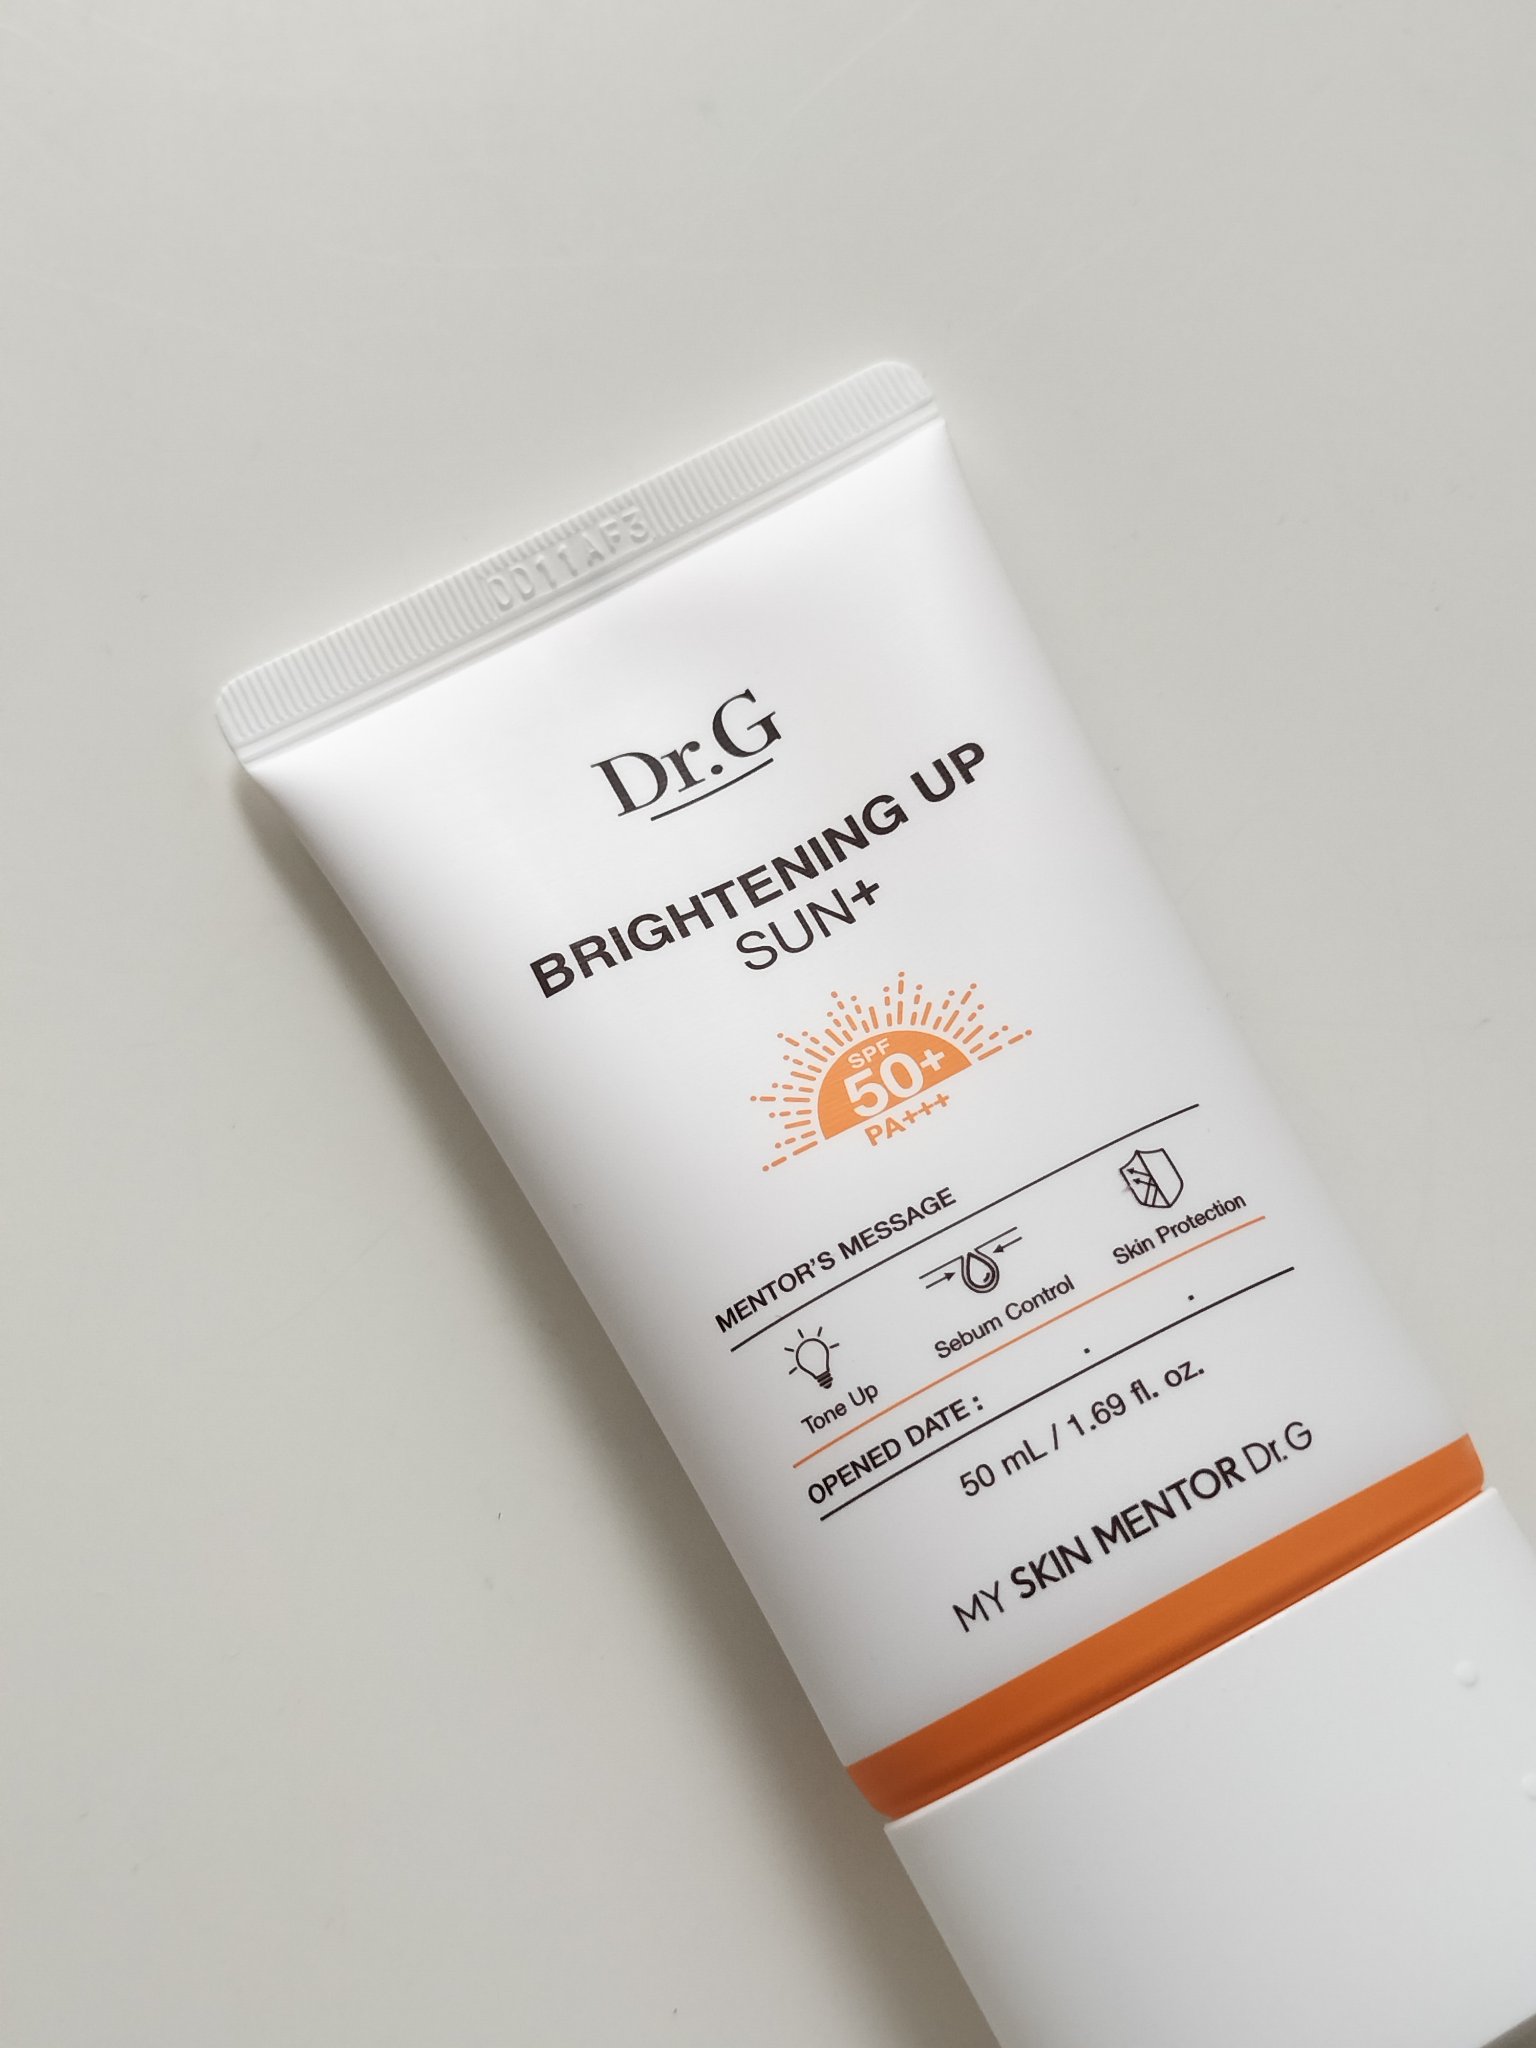 DD11AF3
Dr.G
BRIGHTENING UP
SUN+
SPF
50+
PA+++
MENTOR'S MESSAGE
Tone Up
Sebum Control
Skin Protection
OPENED DATE : . .
50 mL / 1.69 fl. oz.
MY SKIN MENTOR Dr.G